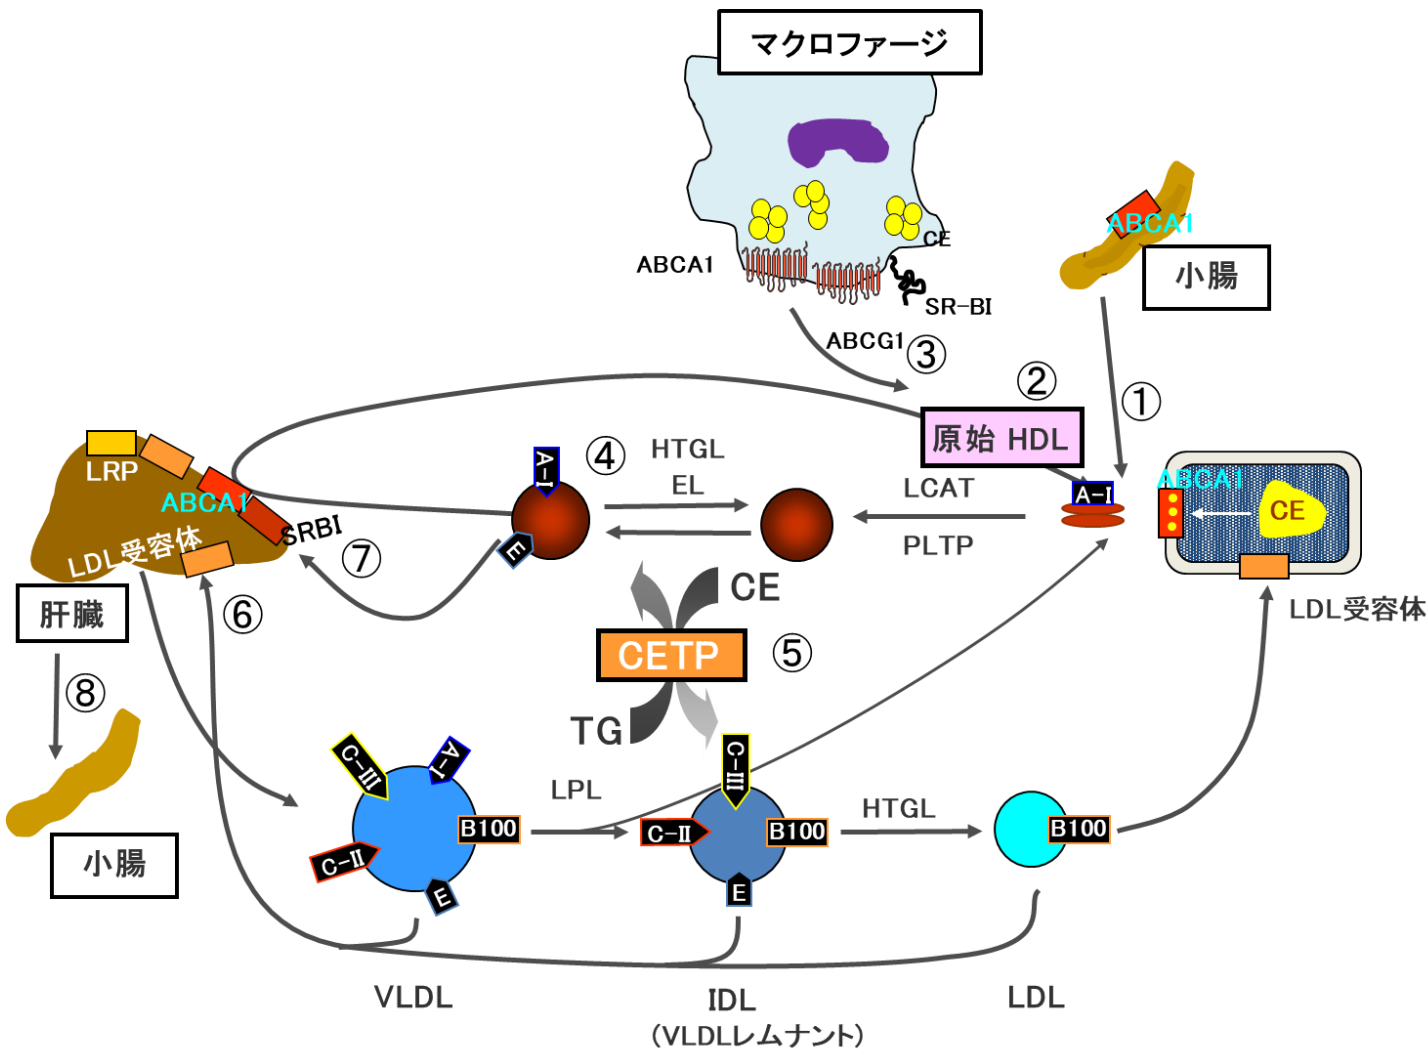 マクロファージ
CE
ABCA1
SR-BI
ABCG1
③
ABCA1
小腸
①
②
原始 HDL
A-I
LCAT
PLTP
ABCA1
CE
LDL受容体
LRP
ABCA1
SRBI
LDL受容体
肝臓
⑧
小腸
⑥
⑦
A-I
E
④
HTGL
EL
CE
CETP
⑤
TG
C-III
A-I
B100
C-II
E
LPL
C-III
C-II
B100
E
HTGL
B100
VLDL
IDL
(VLDLレムナント)
LDL